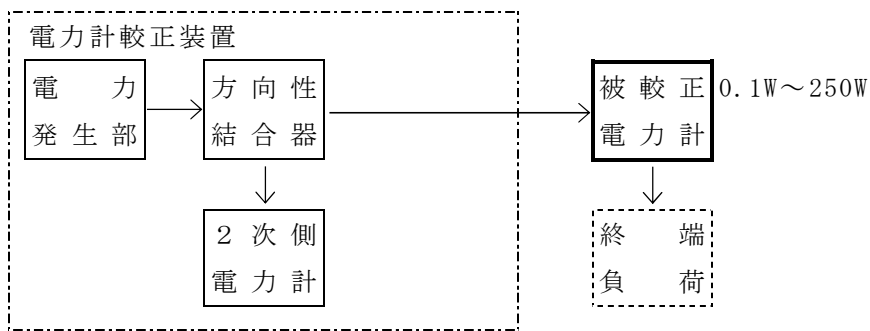 電力計較正装置
電力
発生部
方向性
結合器
被較正
電力計
0.1W～250W
2次側
電力計
終端
負荷